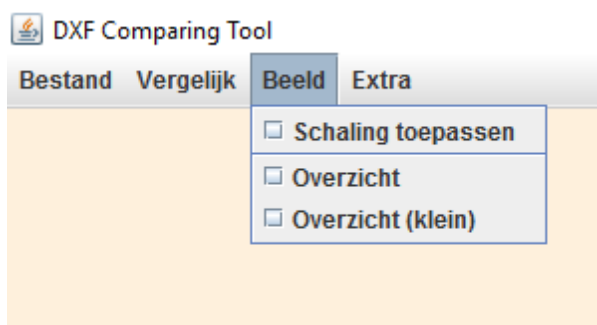 DXF Comparing Tool
Bestand Vergelijk Beeld Extra
Schaling toepassen
Overzicht
Overzicht (klein)